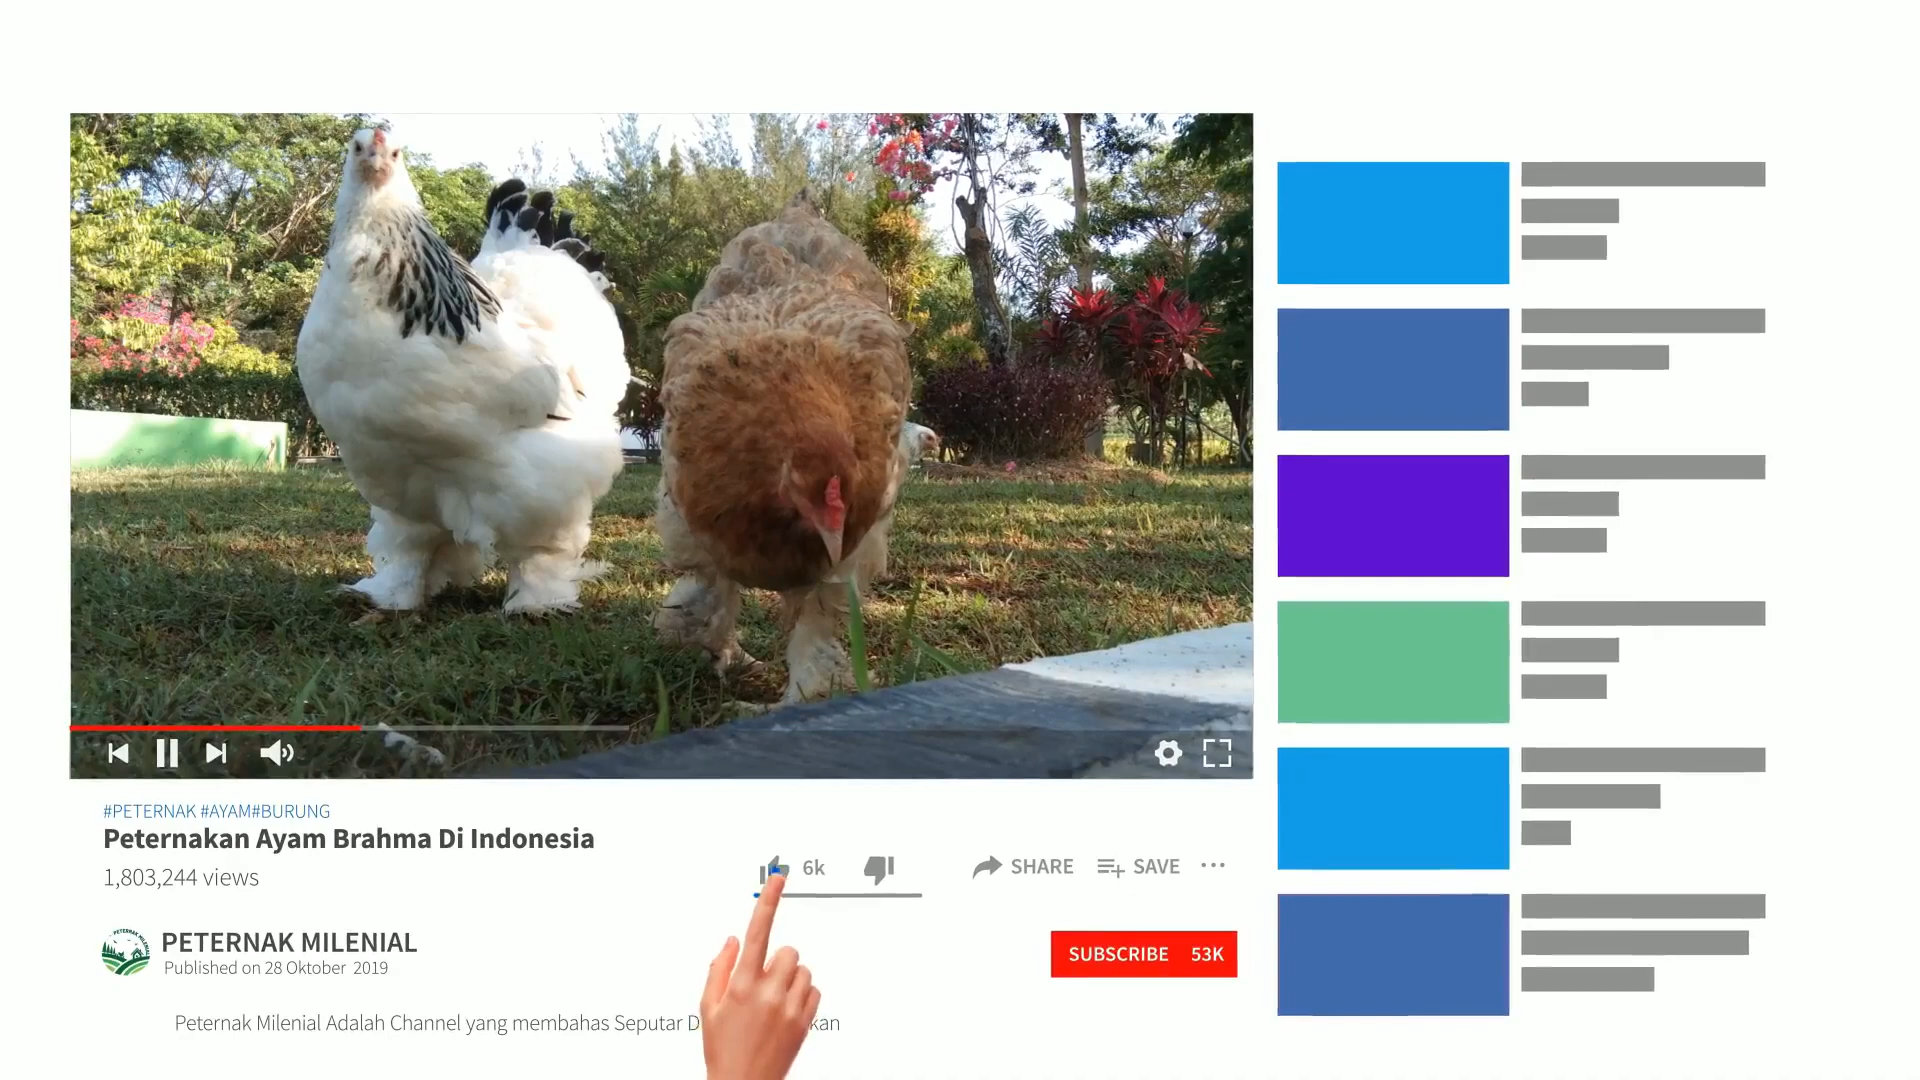 #PETERNAK #AYAM#BURUNG
Peternakan Ayam Brahma Di Indonesia
1,803,244 views
6k
SHARE
SAVE
PETERNAK MILENIAL
Published on 28 Oktober 2019
SUBSCRIBE 53K
Peternak Milenial Adalah Channel yang membahas Seputar